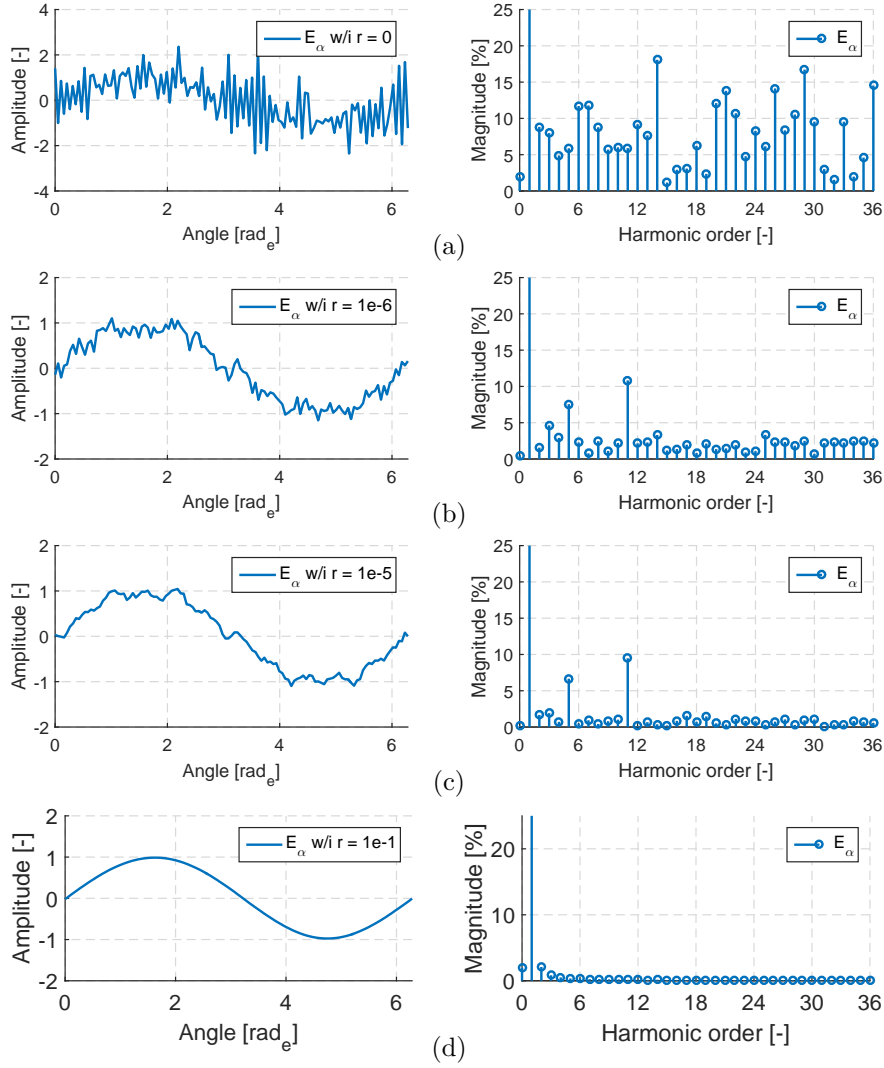 E_α w/i r = 0
Amplitude [-]
4
2
0
-2
-4
0 2 4 6
Angle [rad_e]
E_α
Magnitude [%]
25
20
15
10
5
0
0 6 12 18 24 30 36
Harmonic order [-]
(a)
E_α w/i r = 1e-6
Amplitude [-]
2
1
0
-1
-2
0 2 4 6
Angle [rad_e]
E_α
Magnitude [%]
25
20
15
10
5
0
0 6 12 18 24 30 36
Harmonic order [-]
(b)
E_α w/i r = 1e-5
Amplitude [-]
2
1
0
-1
-2
0 2 4 6
Angle [rad_e]
E_α
Magnitude [%]
25
20
15
10
5
0
0 6 12 18 24 30 36
Harmonic order [-]
(c)
E_α w/i r = 1e-1
Amplitude [-]
2
1
0
-1
-2
0 2 4 6
Angle [rad_e]
E_α
Magnitude [%]
20
10
0
0 6 12 18 24 30 36
Harmonic order [-]
(d)